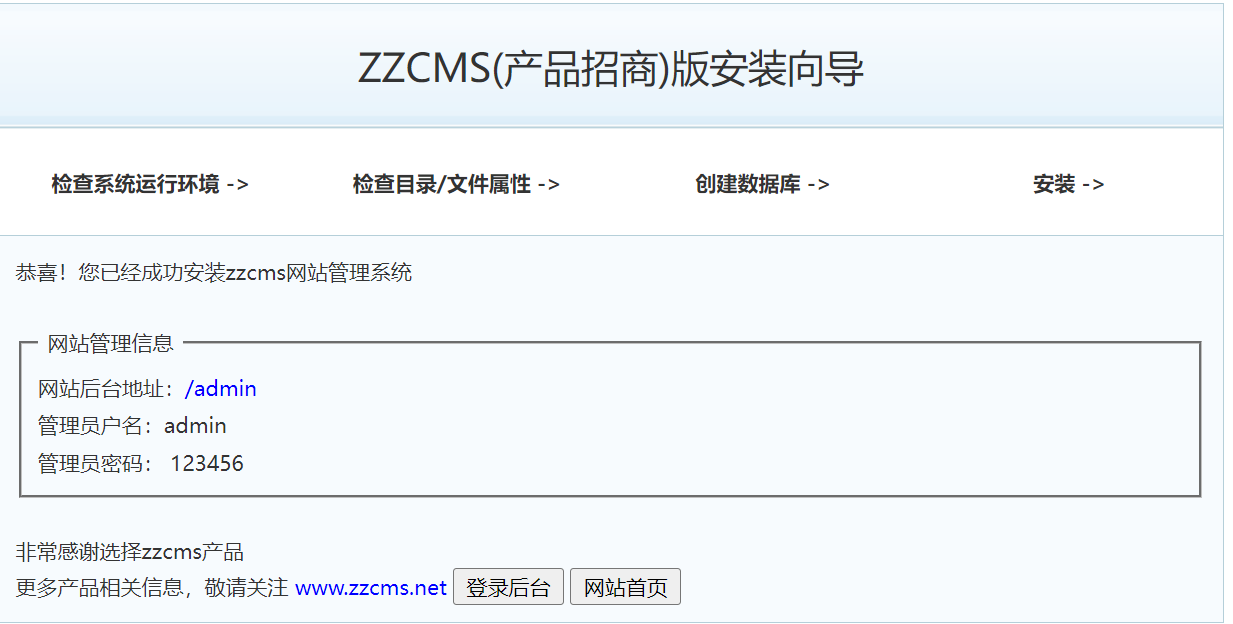 ZZCMS(产品招商)版安装向导
检查系统运行环境 -> 检查目录/文件属性 -> 创建数据库 -> 安装 ->
恭喜！您已经成功安装zzcms网站管理系统
网站管理信息
网站后台地址：/admin
管理员户名：admin
管理员密码： 123456
非常感谢选择zzcms产品
更多产品相关信息，敬请关注 www.zzcms.net 登录后台 网站首页